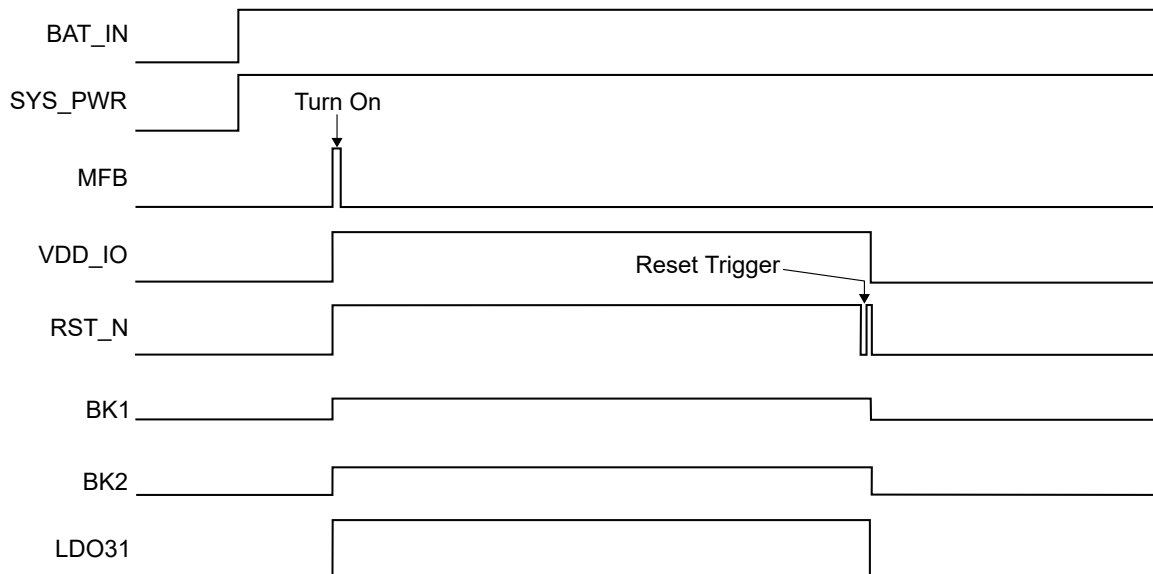 BAT_IN
SYS_PWR
Turn On
MFB
VDD_IO
Reset Trigger
RST_N
BK1
BK2
LDO31